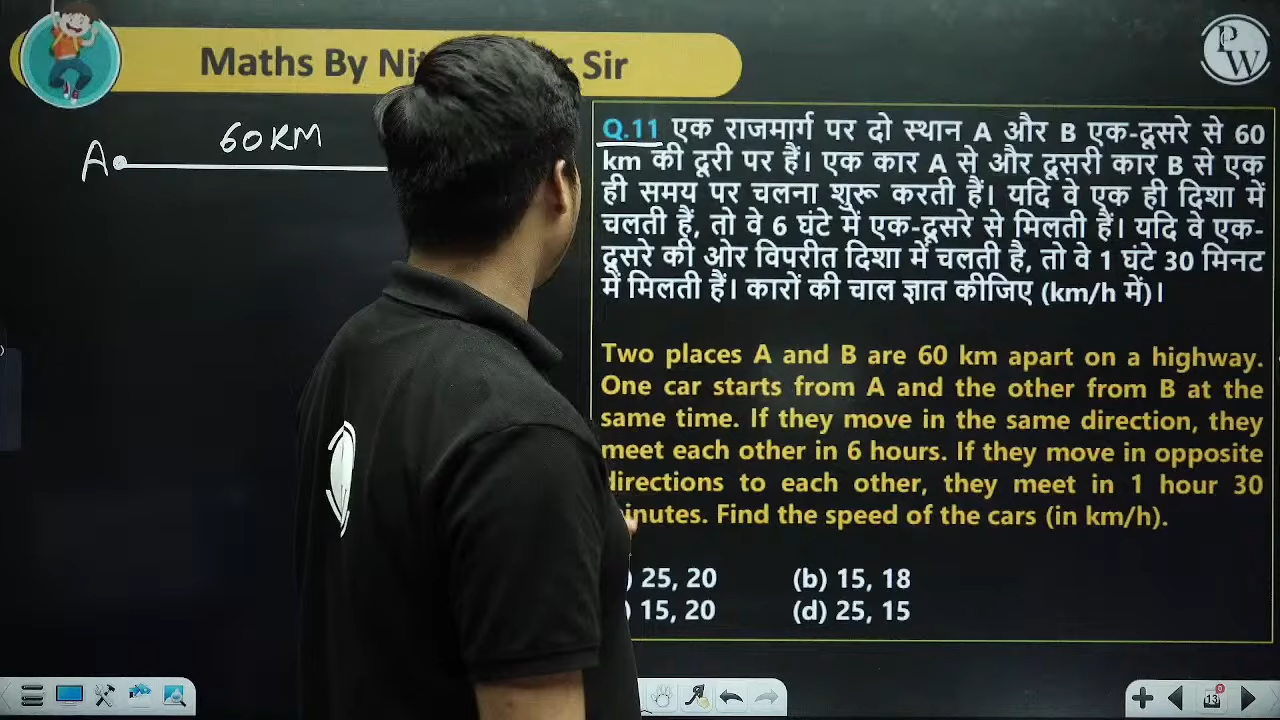 Maths By Nit
Sir
PW
60KM
A
Q.11 एक राजमार्ग पर दो स्थान A और B एक-दूसरे से 60
km की दूरी पर हैं। एक कार A से और दूसरी कार B से एक
ही समय पर चलना शुरू करती हैं। यदि वे एक ही दिशा में
चलती हैं, तो वे 6 घंटे में एक-दूसरे से मिलती हैं। यदि वे एक-
दूसरे की ओर विपरीत दिशा में चलती है, तो वे 1 घंटे 30 मिनट
में मिलती हैं। कारों की चाल ज्ञात कीजिए (km/h में)।
Two places A and B are 60 km apart on a highway.
One car starts from A and the other from B at the
same time. If they move in the same direction, they
meet each other in 6 hours. If they move in opposite
directions to each other, they meet in 1 hour 30
inutes. Find the speed of the cars (in km/h).
) 25, 20 (b) 15, 18
) 15, 20 (d) 25, 15
13